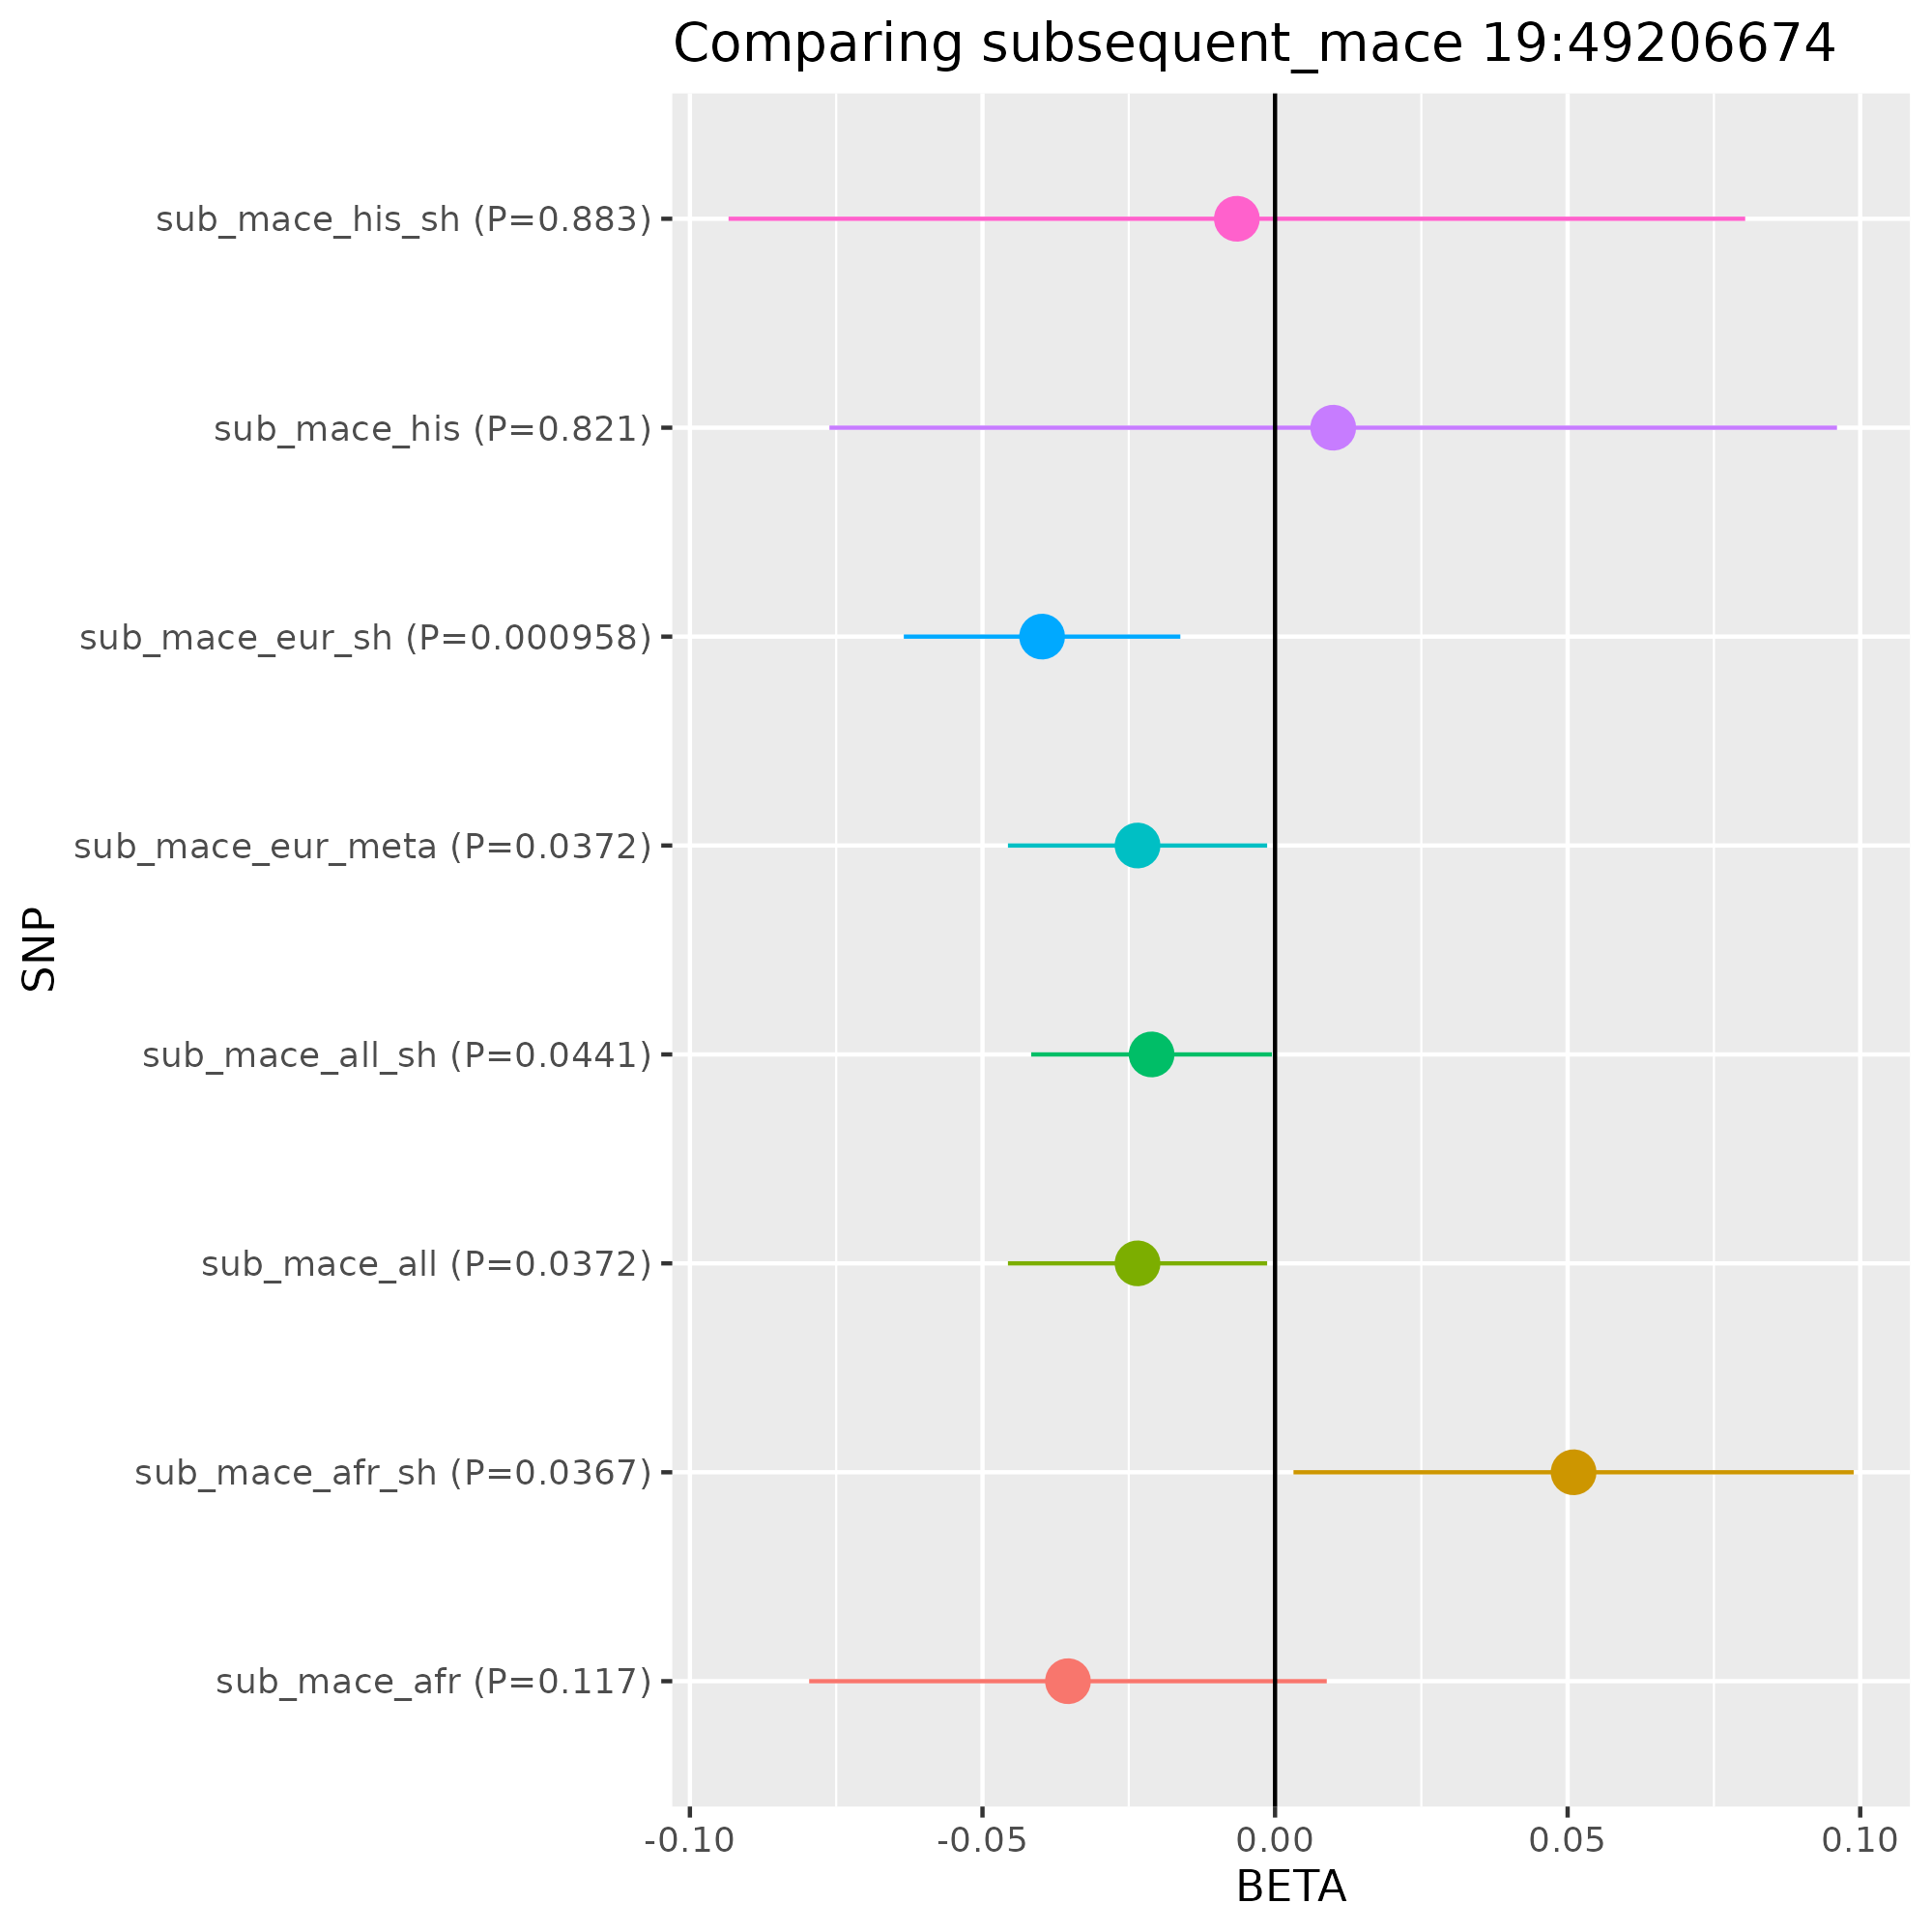 Comparing subsequent_mace 19:49206674
sub_mace_his_sh (P=0.883)
sub_mace_his (P=0.821)
sub_mace_eur_sh (P=0.000958)
sub_mace_eur_meta (P=0.0372)
SNP
sub_mace_all_sh (P=0.0441)
sub_mace_all (P=0.0372)
sub_mace_afr_sh (P=0.0367)
sub_mace_afr (P=0.117)
-0.10 -0.05 0.00 0.05 0.10
BETA